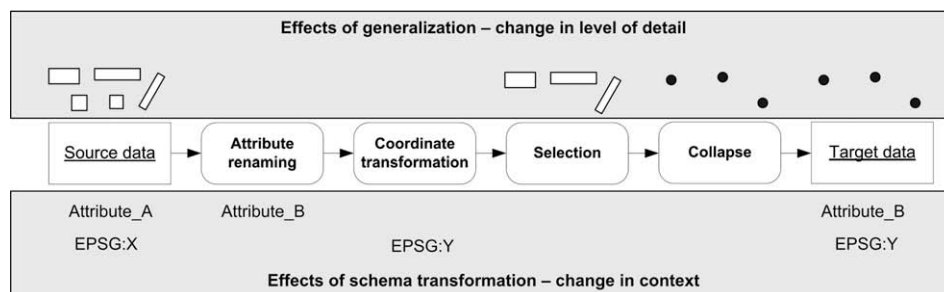 Effects of generalization – change in level of detail
Source data
Attribute
renaming
Coordinate
transformation
Selection
Collapse
Target data
Attribute_A
Attribute_B
Attribute_B
EPSG:X
EPSG:Y
EPSG:Y
Effects of schema transformation – change in context